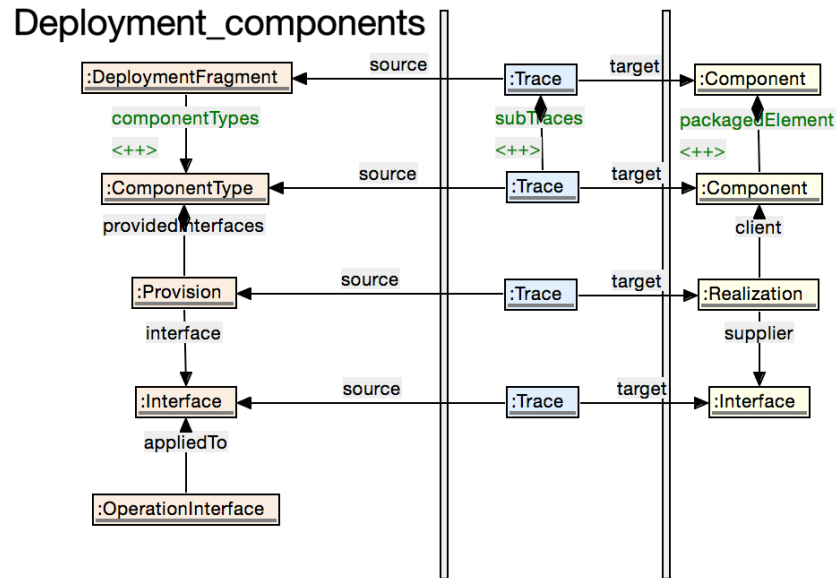 Deployment_components
:DeploymentFragment source :Trace target :Component
componentTypes subTraces packagedElement
<++> <++> <++>
:ComponentType source :Trace target :Component
providedInterfaces client
:Provision source :Trace target :Realization
interface supplier
:Interface source :Trace target :Interface
appliedTo
:OperationInterface